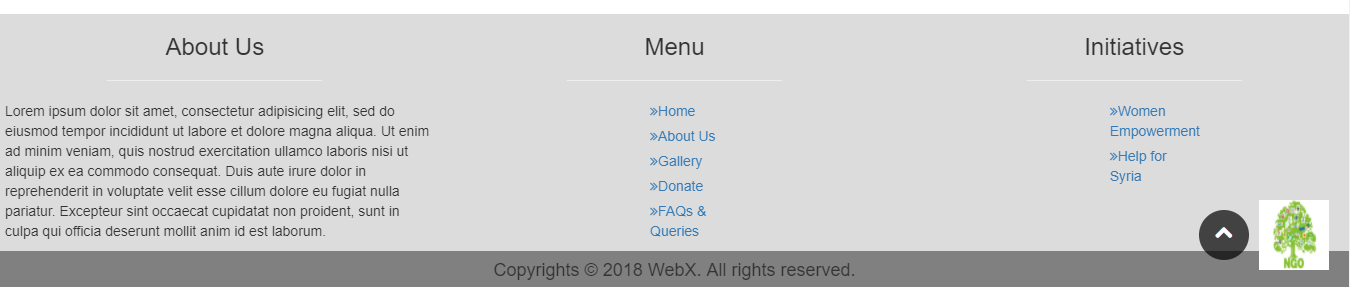 About Us
Lorem ipsum dolor sit amet, consectetur adipisicing elit, sed do
eiusmod tempor incididunt ut labore et dolore magna aliqua. Ut enim
ad minim veniam, quis nostrud exercitation ullamco laboris nisi ut
aliquip ex ea commodo consequat. Duis aute irure dolor in
reprehenderit in voluptate velit esse cillum dolore eu fugiat nulla
pariatur. Excepteur sint occaecat cupidatat non proident, sunt in
culpa qui officia deserunt mollit anim id est laborum.
Menu
»Home
»About Us
»Gallery
»Donate
»FAQs &
Queries
Initiatives
»Women
Empowerment
»Help for
Syria
NGO
Copyrights © 2018 WebX. All rights reserved.